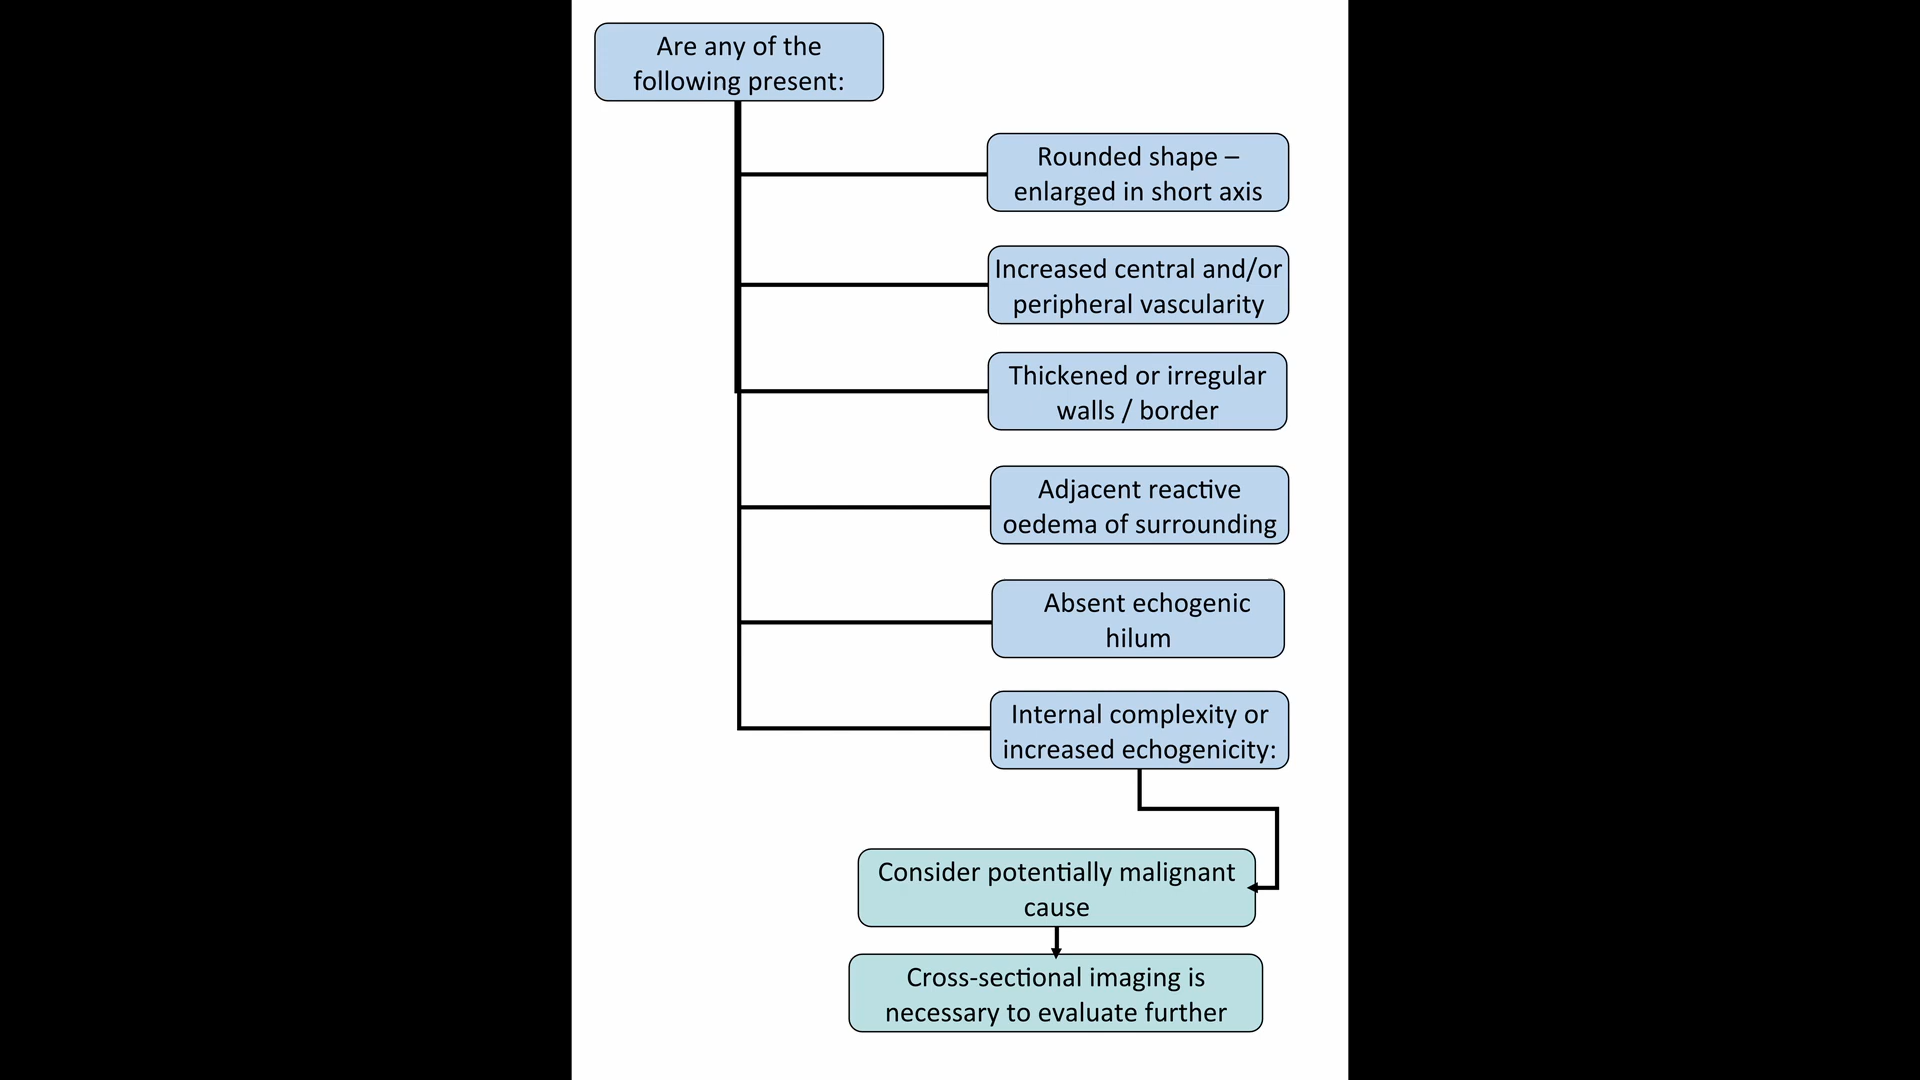 Are any of the
following present:
Rounded shape –
enlarged in short axis
Increased central and/or
peripheral vascularity
Thickened or irregular
walls / border
Adjacent reactive
oedema of surrounding
Absent echogenic
hilum
Internal complexity or
increased echogenicity:
Consider potentially malignant
cause
Cross-sectional imaging is
necessary to evaluate further